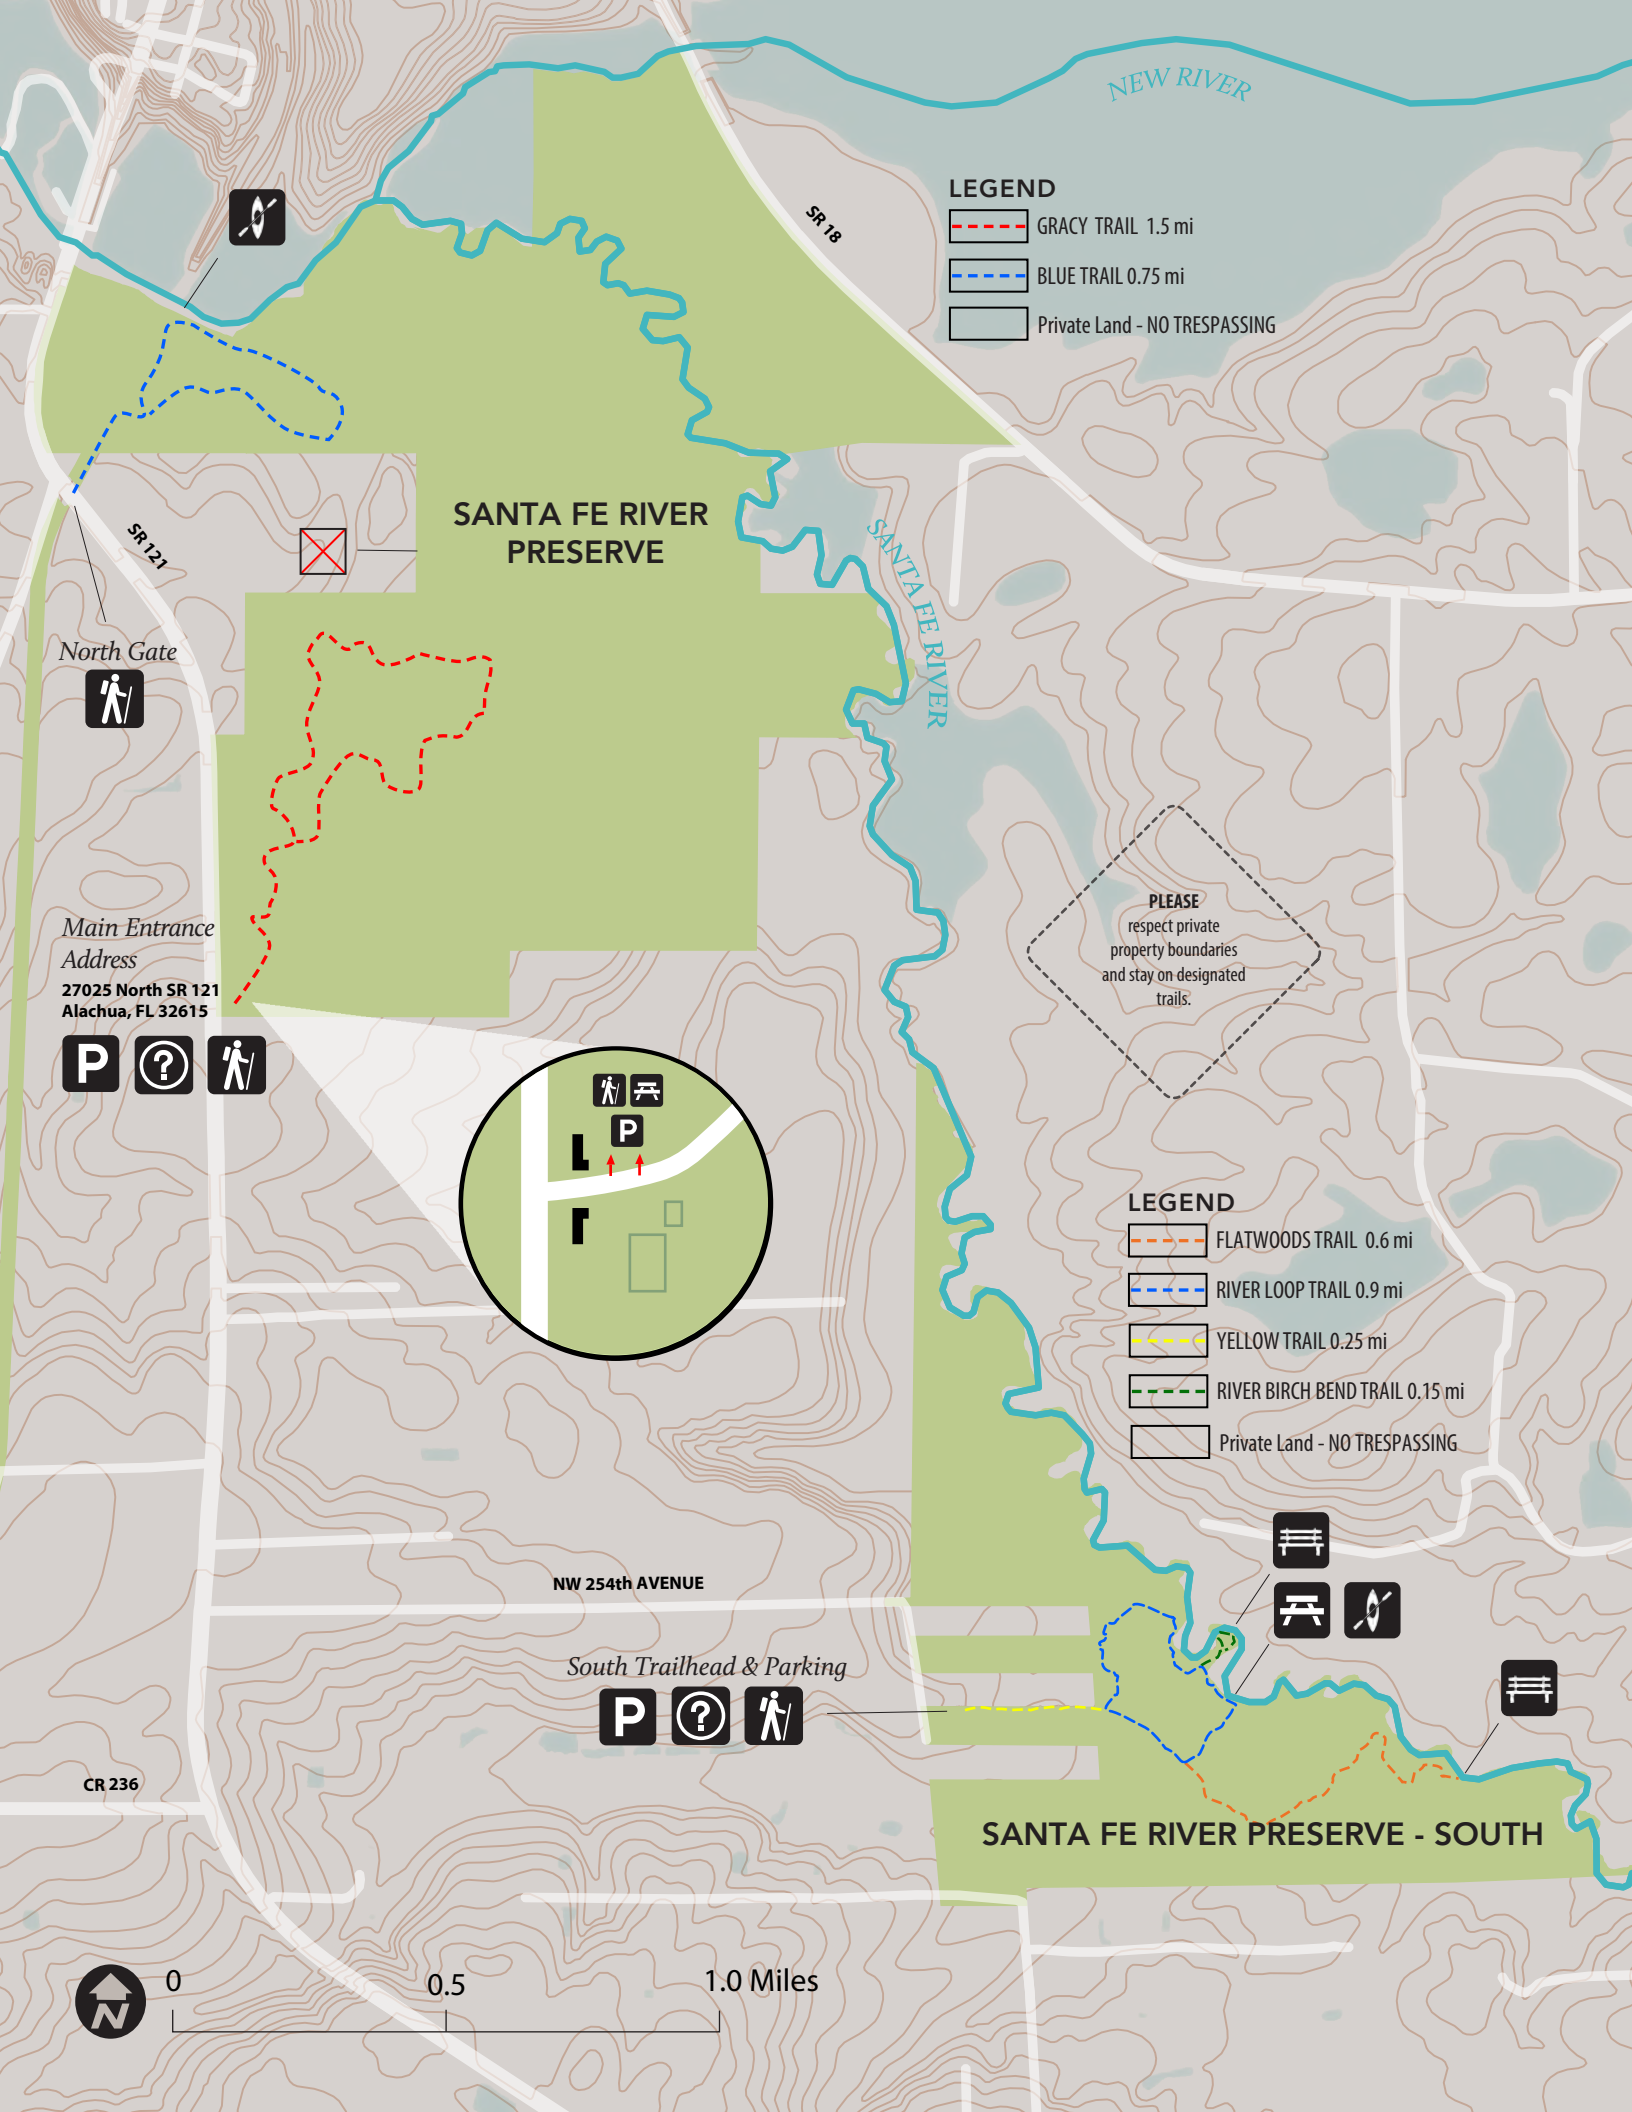 NEW RIVER
LEGEND
GRACY TRAIL 1.5 mi
BLUE TRAIL 0.75 mi
Private Land - NO TRESPASSING
SR 18
SANTA FE RIVER
PRESERVE
SR 121
SANTA FE RIVER
North Gate
PLEASE
respect private
property boundaries
and stay on designated
trails.
Main Entrance
Address
27025 North SR 121
Alachua, FL 32615
P ?
P
LEGEND
FLATWOODS TRAIL 0.6 mi
RIVER LOOP TRAIL 0.9 mi
YELLOW TRAIL 0.25 mi
RIVER BIRCH BEND TRAIL 0.15 mi
Private Land - NO TRESPASSING
NW 254th AVENUE
South Trailhead & Parking
P ?
CR 236
SANTA FE RIVER PRESERVE - SOUTH
N
0 0.5 1.0 Miles